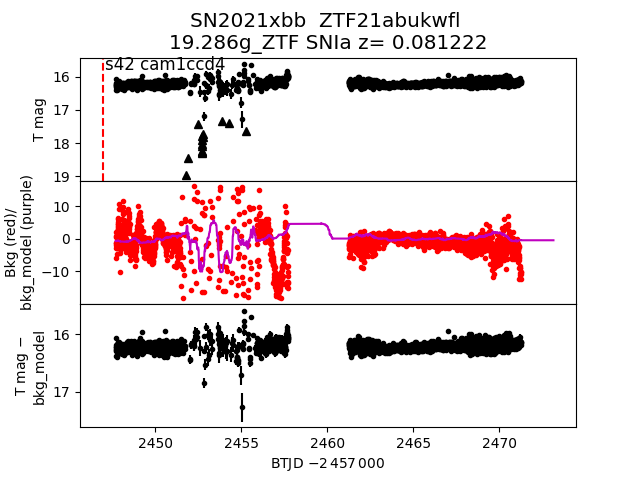 SN2021xbb ZTF21abukwfl
19.286g_ZTF SNIa z= 0.081222
s42 cam1ccd4
T mag
16
17
18
19
Bkg (red)/
bkg_model (purple)
10
0
−10
T mag −
bkg_model
16
17
2450
2455
2460
2465
2470
BTJD −2 457 000